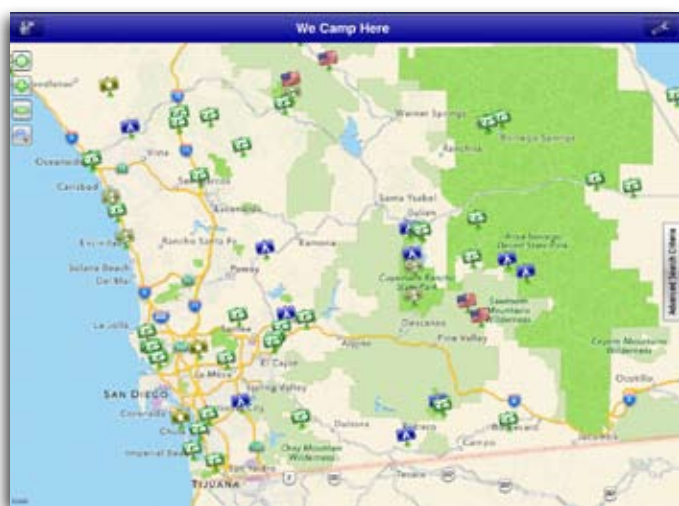 We Camp Here
Warner Springs
Borrego Springs
Ranchita
Oceanside
Vista
Carlsbad
San Marcos
Escondido
Santa Ysabel
Julian
Encinitas
Rancho Santa Fe
Ramona
Anza Borrego
Desert State Park
Solana Beach
Del Mar
Poway
Cuyamaca Rancho
State Park
Advanced Search Criteria
La Jolla
Santee
Descanso
Sawtooth
Mountains
Wilderness
Pine Valley
Alpine
El Cajon
Coyote Mountains
Wilderness
La Mesa
Spring Valley
Ocotillo
SAN DIEGO
Coronado
Chula
Dulzura
Potrero
Boulevard
Campo
Jacumba
Imperial Beach
Otay Mountain
Wilderness
San Ysidro
TIJUANA
Tecate